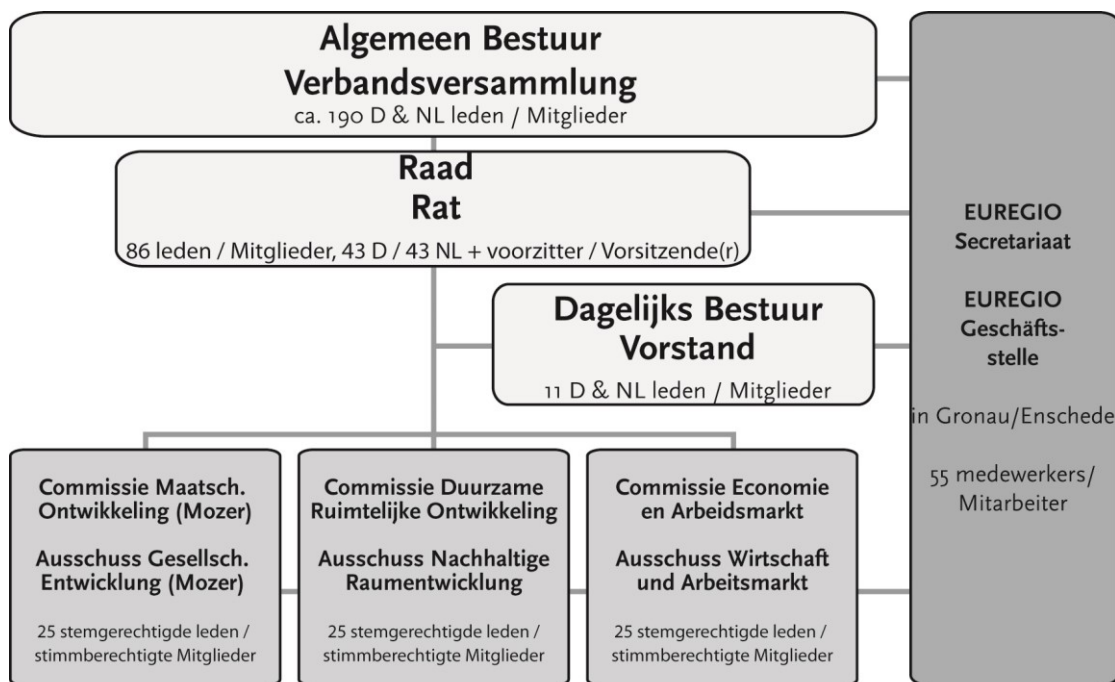 Algemeen Bestuur
Verbandsversammlung
ca. 190 D & NL leden / Mitglieder
Raad
Rat
86 leden / Mitglieder, 43 D / 43 NL + voorzitter / Vorsitzende(r)
Dagelijks Bestuur
Vorstand
11 D & NL leden / Mitglieder
Commissie Maatsch.
Ontwikkeling (Mozer)
Ausschuss Gesellsch.
Entwicklung (Mozer)
25 stemgerechtigde leden /
stimmberechtigte Mitglieder
Commissie Duurzame
Ruimtelijke Ontwikkeling
Ausschuss Nachhaltige
Raumentwicklung
25 stemgerechtigde leden /
stimmberechtigte Mitglieder
Commissie Economie
en Arbeidsmarkt
Ausschuss Wirtschaft
und Arbeitsmarkt
25 stemgerechtigde leden /
stimmberechtigte Mitglieder
EUREGIO
Secretariaat
EUREGIO
Geschäfts-
stelle
in Gronau/Enschede
55 medewerkers/
Mitarbeiter